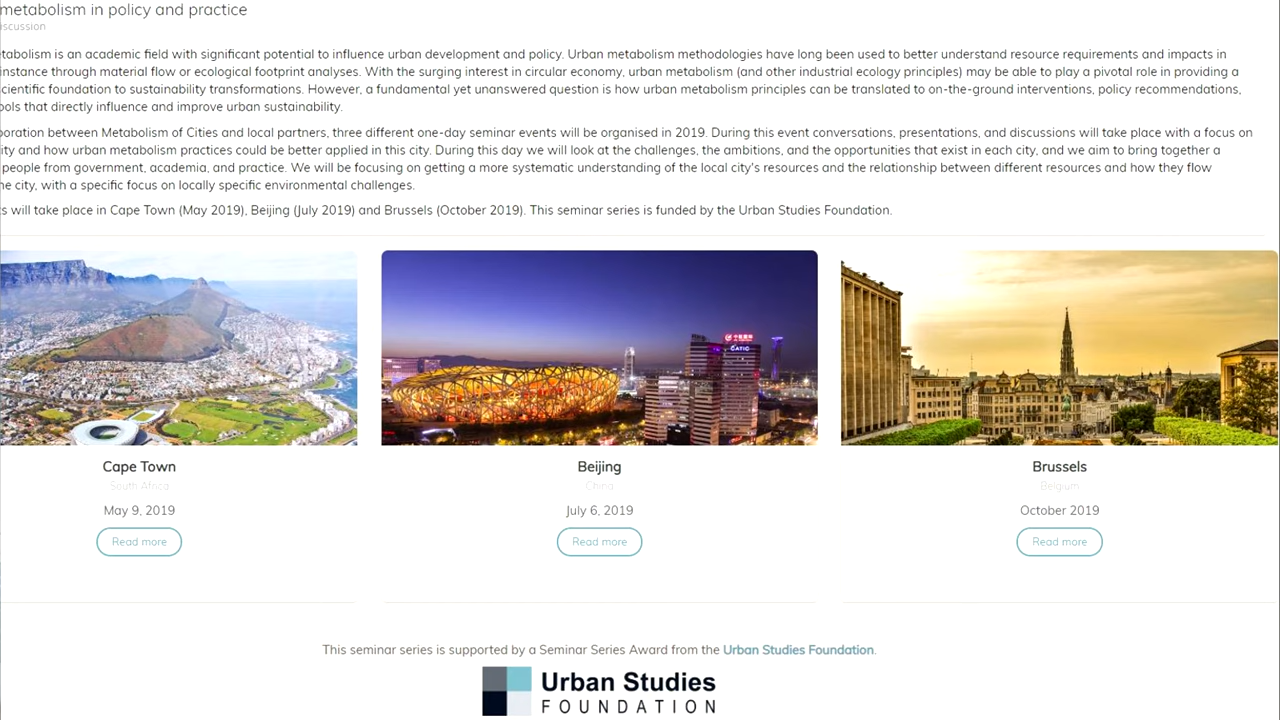 metabolism in policy and practice
iscussion
etabolism is an academic field with significant potential to influence urban development and policy. Urban metabolism methodologies have long been used to better understand resource requirements and impacts in
instance through material flow or ecological footprint analyses. With the surging interest in circular economy, urban metabolism (and other industrial ecology principles) may be able to play a pivotal role in providing a
cientific foundation to sustainability transformations. However, a fundamental yet unanswered question is how urban metabolism principles can be translated to on-the-ground interventions, policy recommendations,
ools that directly influence and improve urban sustainability.
boration between Metabolism of Cities and local partners, three different one-day seminar events will be organised in 2019. During this event conversations, presentations, and discussions will take place with a focus on
ity and how urban metabolism practices could be better applied in this city. During this day we will look at the challenges, the ambitions, and the opportunities that exist in each city, and we aim to bring together a
people from government, academia, and practice. We will be focusing on getting a more systematic understanding of the local city's resources and the relationship between different resources and how they flow
he city, with a specific focus on locally specific environmental challenges.
s will take place in Cape Town (May 2019), Beijing (July 2019) and Brussels (October 2019). This seminar series is funded by the Urban Studies Foundation.
CATIC
Cape Town
South Africa
May 9, 2019
Read more
Beijing
China
July 6, 2019
Read more
Brussels
Belgium
October 2019
Read more
This seminar series is supported by a Seminar Series Award from the Urban Studies Foundation.
Urban Studies
FOUNDATION